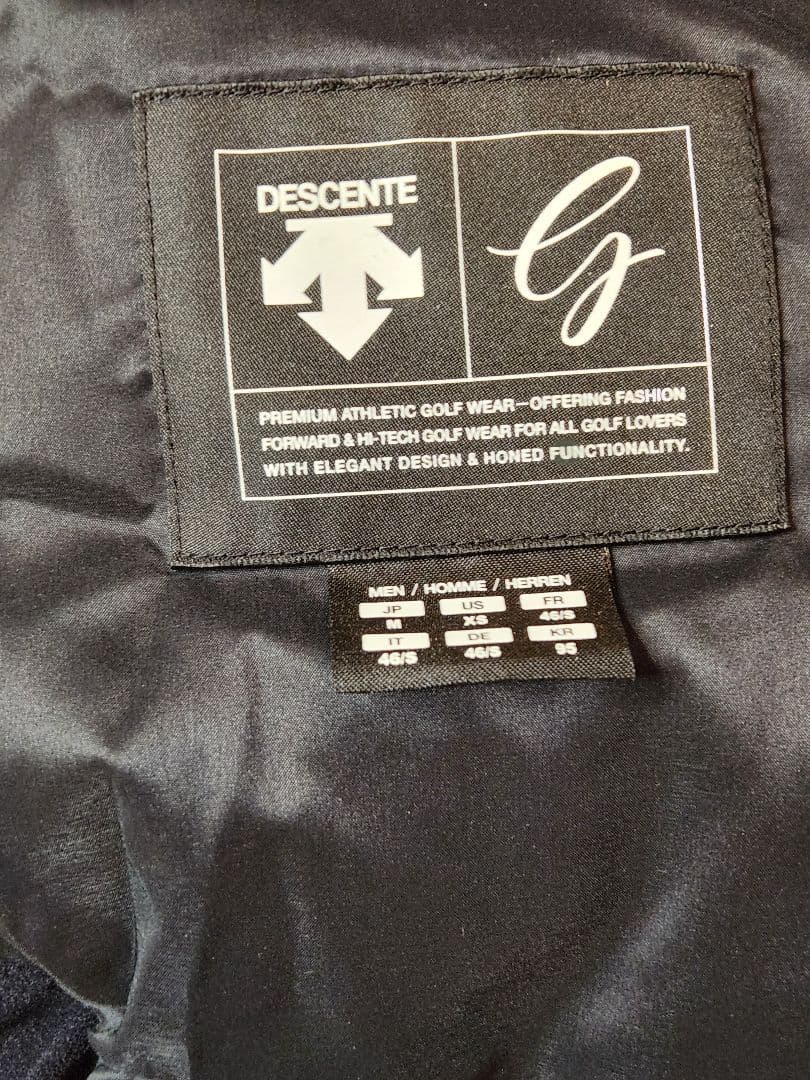 DESCENTE
G
PREMIUM ATHLETIC GOLF WEAR—OFFERING FASHION
FORWARD & HI-TECH GOLF WEAR FOR ALL GOLF LOVERS
WITH ELEGANT DESIGN & HONED FUNCTIONALITY.
MEN / HOMME / HERREN
JP US FR
M XS 46/S
IT DE KR
46/S 46/S 95